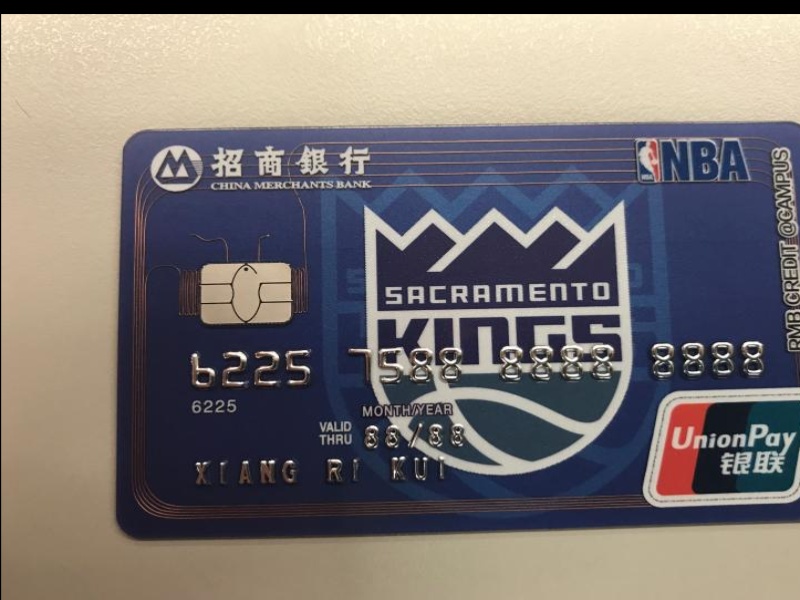 招商银行
CHINA MERCHANTS BANK
NBA
RMB CREDIT @CAMPUS
SACRAMENTO
KINGS
6225 7588 8888 8888
6225
MONTH/YEAR
VALID THRU 88/88
XIANG RI KUI
UnionPay
银联